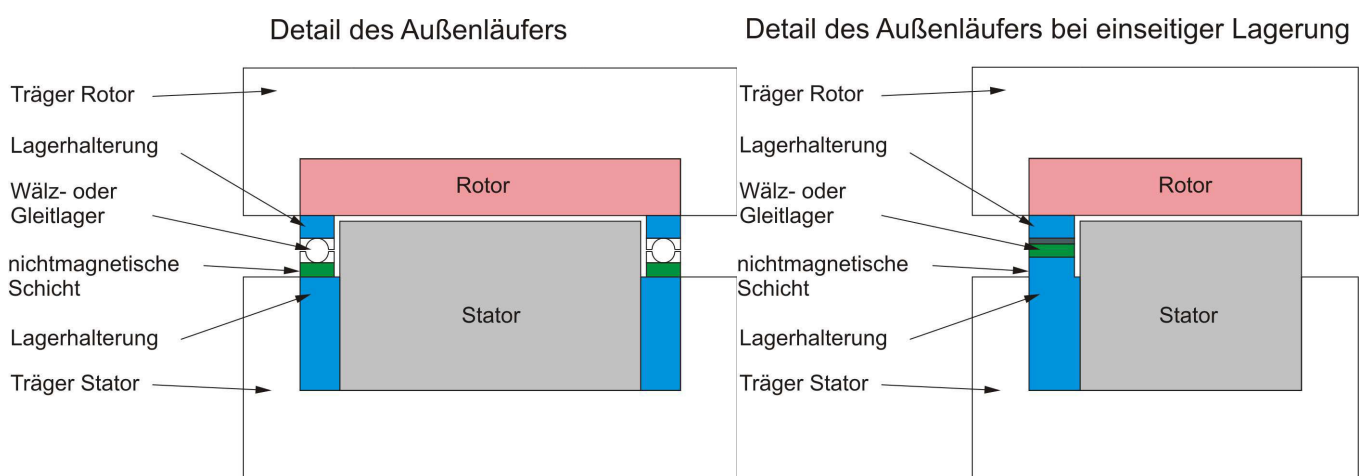 Detail des Außenläufers
Träger Rotor
Lagerhalterung
Wälz- oder
Gleitlager
nichtmagnetische
Schicht
Lagerhalterung
Träger Stator
Rotor
Stator
Detail des Außenläufers bei einseitiger Lagerung
Träger Rotor
Lagerhalterung
Wälz- oder
Gleitlager
nichtmagnetische
Schicht
Lagerhalterung
Träger Stator
Rotor
Stator